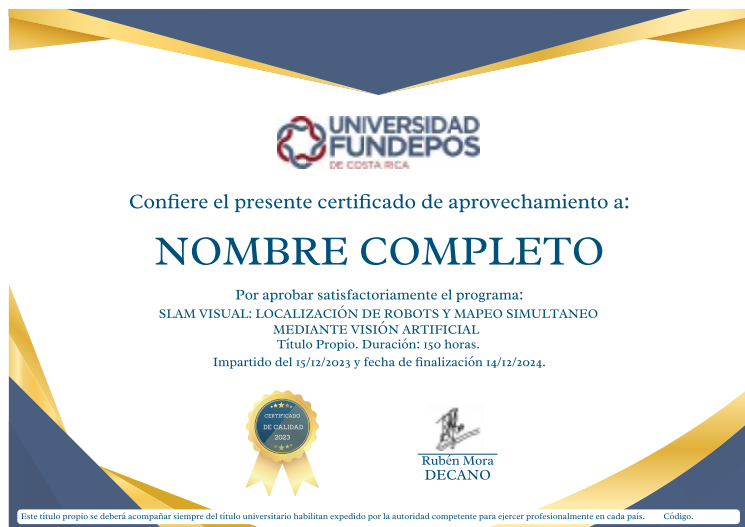 UNIVERSIDAD
FUNDEPOS
DE COSTA RICA
Confiere el presente certificado de aprovechamiento a:
NOMBRE COMPLETO
Por aprobar satisfactoriamente el programa:
SLAM VISUAL: LOCALIZACIÓN DE ROBOTS Y MAPEO SIMULTANEO
MEDIANTE VISIÓN ARTIFICIAL
Título Propio. Duración: 150 horas.
Impartido del 15/12/2023 y fecha de finalización 14/12/2024.
CERTIFICADO
DE CALIDAD
2023
Rubén Mora
DECANO
Este título propio se deberá acompañar siempre del título universitario habilitan expedido por la autoridad competente para ejercer profesionalmente en cada país. Código.